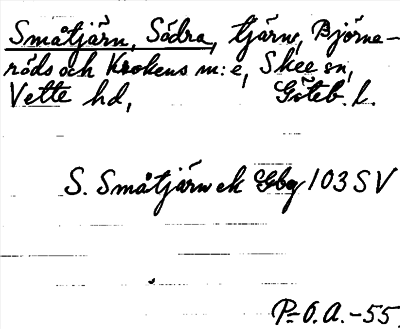 Småtjärn, Södra, tjärn, Björne-
röds och Krokens m:e, Skee sn,
Vette hd, Göteb. l.
S. Småtjärn ek Gbg 103 SV
P.O.A. -55.